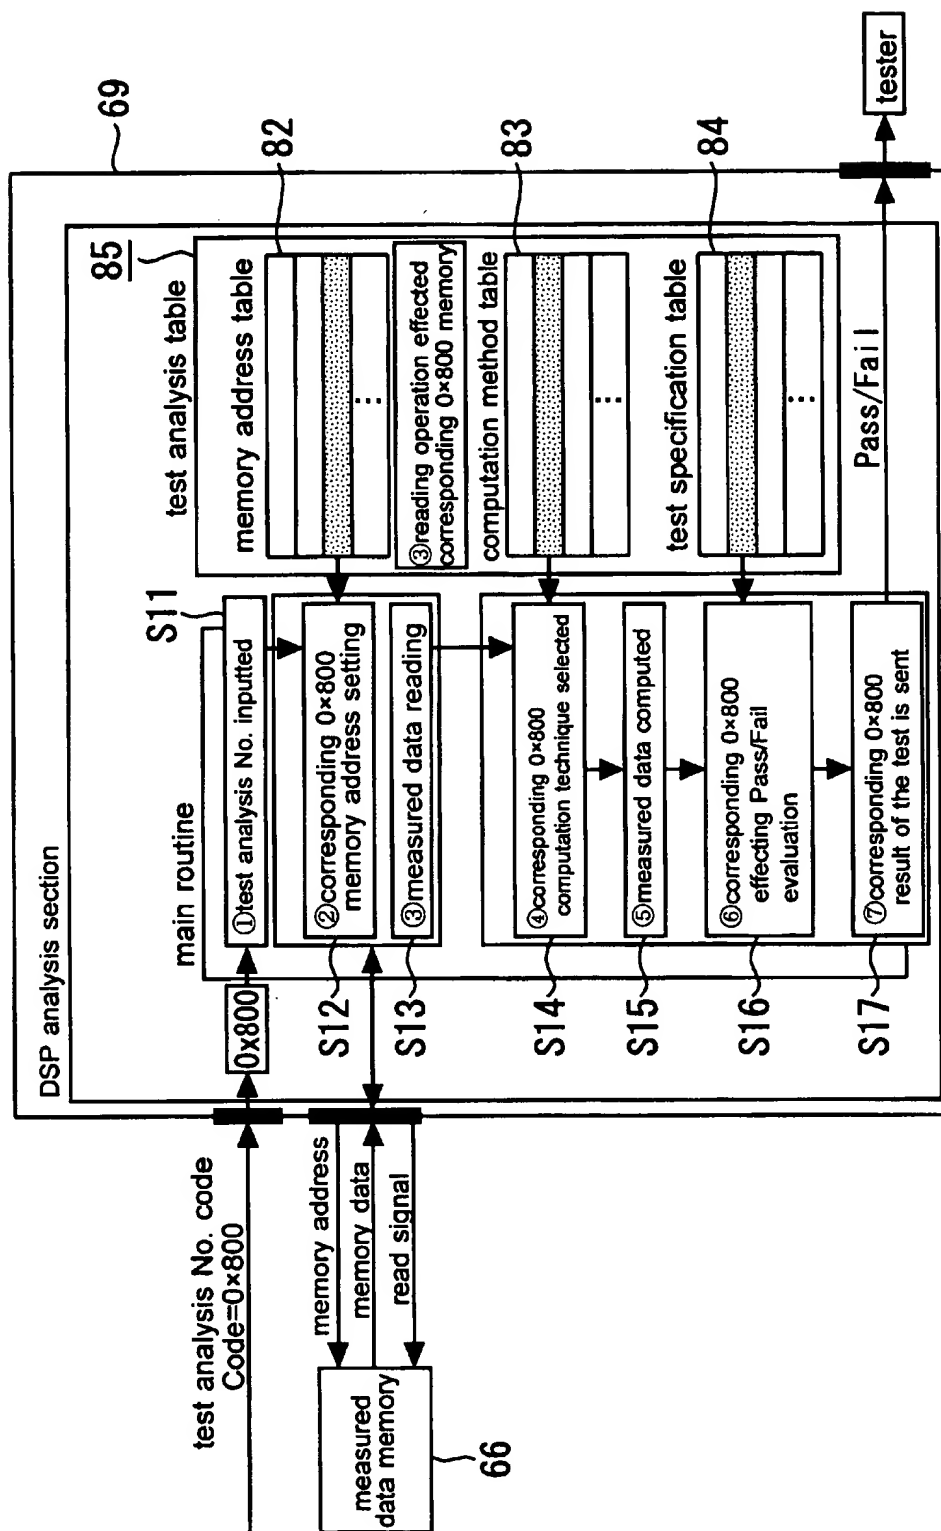 DSP analysis section
69
85
test analysis table
main routine
S11
test analysis No. code
Code=0×800
0x800
①test analysis No. inputted
memory address table
82
memory address
memory data
read signal
measured
data memory
66
S12
②corresponding 0×800
memory address setting
S13
③measured data reading
③reading operation effected
corresponding 0×800 memory
computation method table
83
S14
④corresponding 0×800
computation technique selected
S15
⑤measured data computed
test specification table
84
S16
⑥corresponding 0×800
effecting Pass/Fail
evaluation
S17
⑦corresponding 0×800
result of the test is sent
Pass/Fail
tester